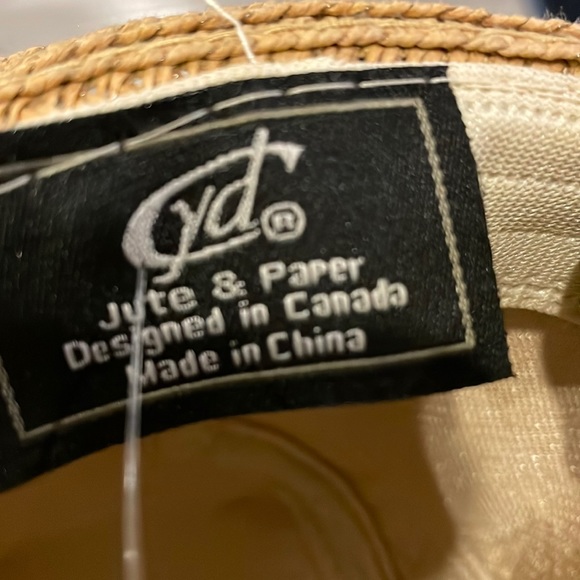 Cyd®
Jute & Paper
Designed in Canada
Made in China